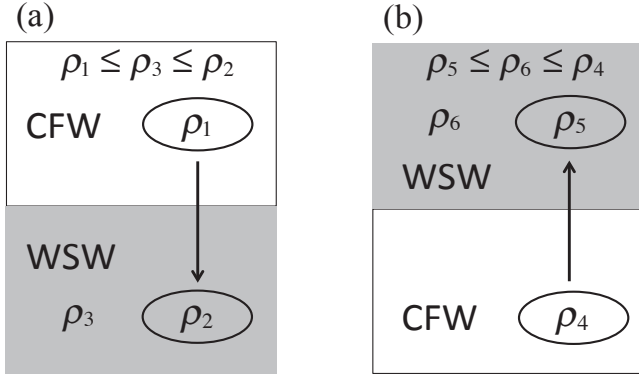 (a)
ρ₁ ≤ ρ₃ ≤ ρ₂
CFW ρ₁
WSW
ρ₃ ρ₂
(b)
ρ₅ ≤ ρ₆ ≤ ρ₄
ρ₆ ρ₅
WSW
CFW ρ₄